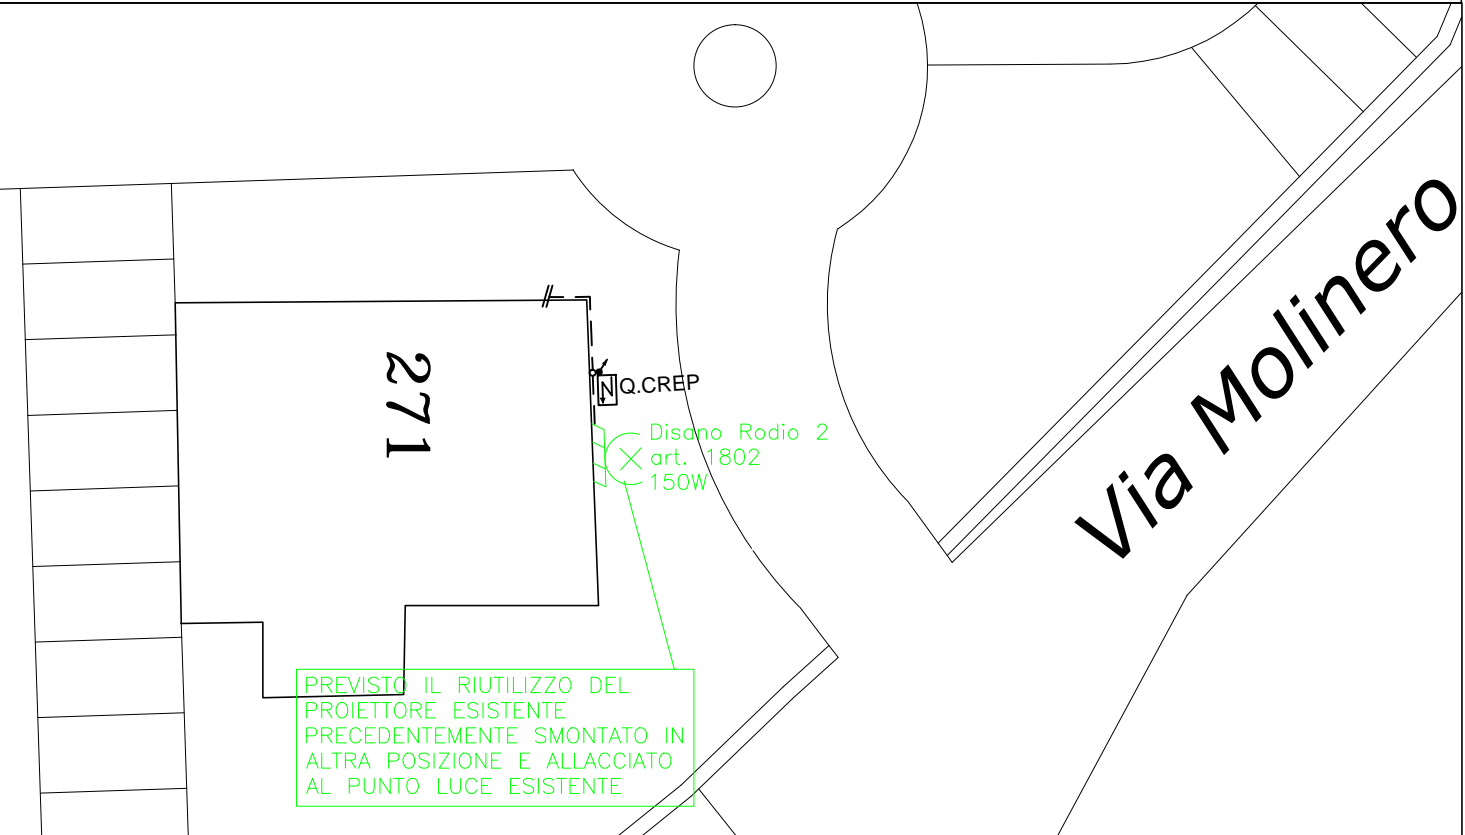 Via Molinero
271
N
Q.CREP
Disano Rodio 2
art. 1802
150W
PREVISTO IL RIUTILIZZO DEL
PROIETTORE ESISTENTE
PRECEDENTEMENTE SMONTATO IN
ALTRA POSIZIONE E ALLACCIATO
AL PUNTO LUCE ESISTENTE